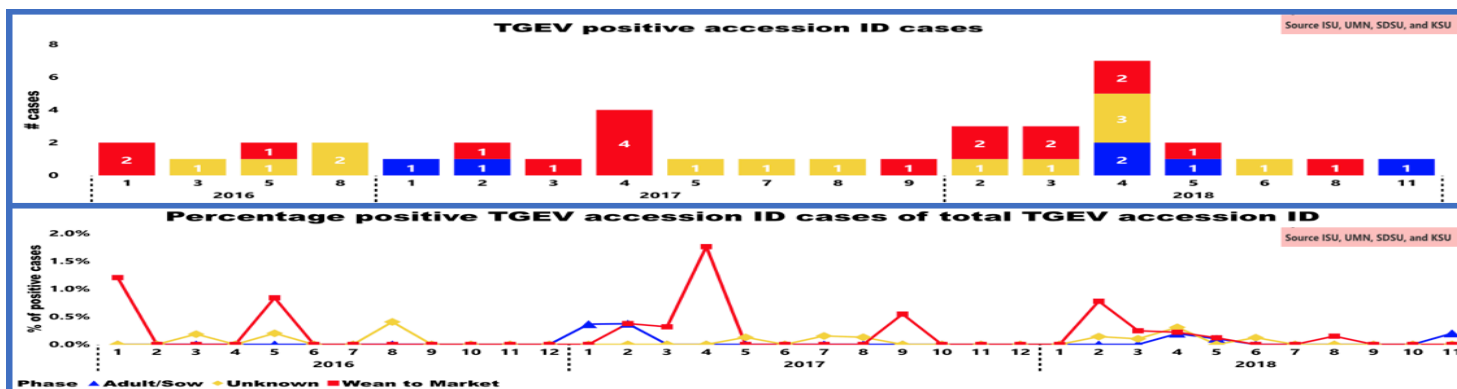 TGEV positive accession ID cases
Source ISU, UMN, SDSU, and KSU
# cases
8
6
4
2
0
2 1 1 1 2 1 1 1 1 4 1 1 1 1 2 1 2 1 2 3 2 1 1 1 1 1
1 3 5 8 1 2 3 4 5 7 8 9 2 3 4 5 6 8 11
2016 2017 2018
Percentage positive TGEV accession ID cases of total TGEV accession ID
Source ISU, UMN, SDSU, and KSU
% of positive cases
2.0%
1.5%
1.0%
0.5%
0.0%
1 2 3 4 5 6 7 8 9 10 11 12 1 2 3 4 5 6 7 8 9 10 11 12 1 2 3 4 5 6 7 8 9 10 11
2016 2017 2018
Phase Adult/Sow Unknown Wean to Market